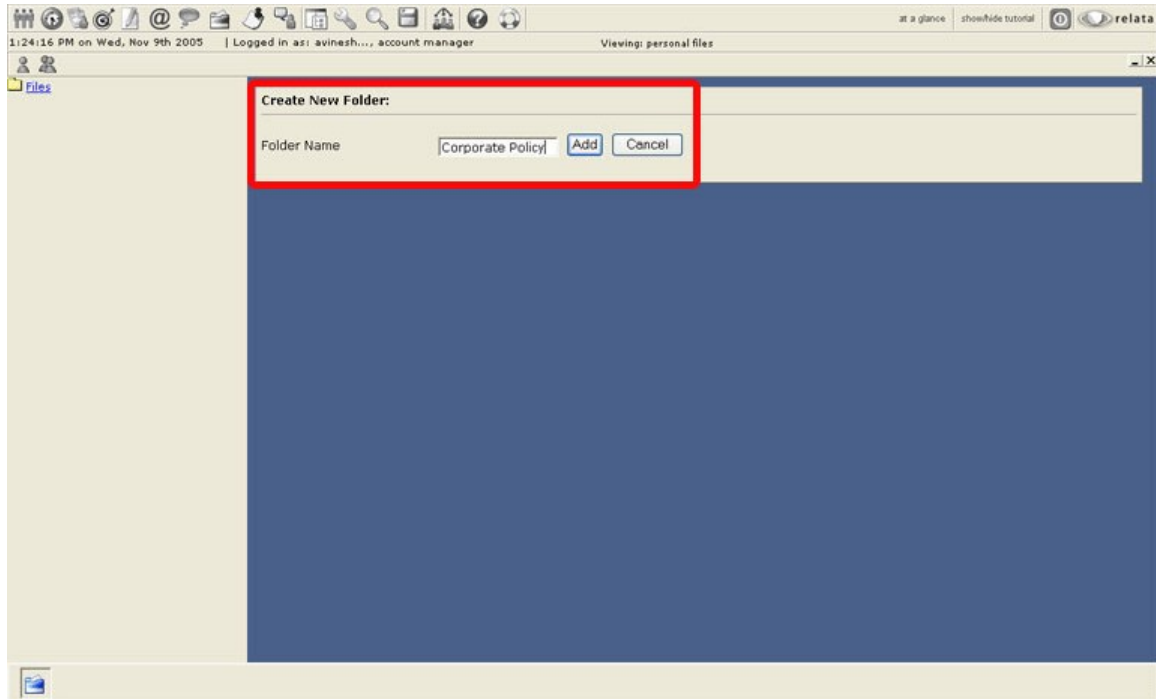 at a glance show/hide tutorial relata
1:24:16 PM on Wed, Nov 9th 2005 | Logged in as: avinesh..., account manager Viewing: personal files
Files
Create New Folder:
Folder Name Corporate Policy Add Cancel